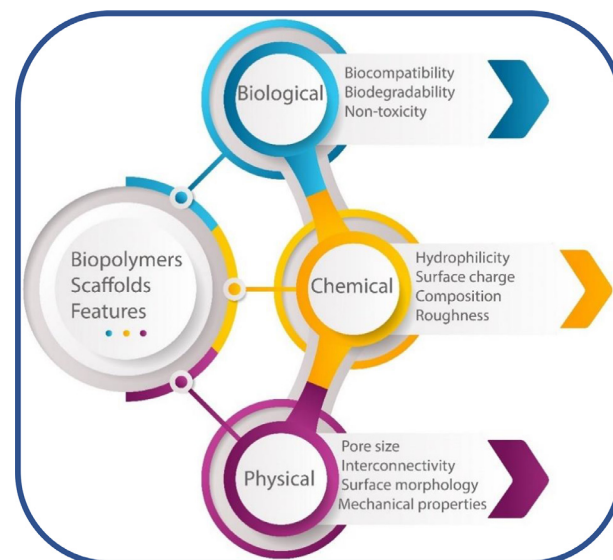 Biopolymers
Scaffolds
Features
Biological
Biocompatibility
Biodegradability
Non-toxicity
Chemical
Hydrophilicity
Surface charge
Composition
Roughness
Physical
Pore size
Interconnectivity
Surface morphology
Mechanical properties